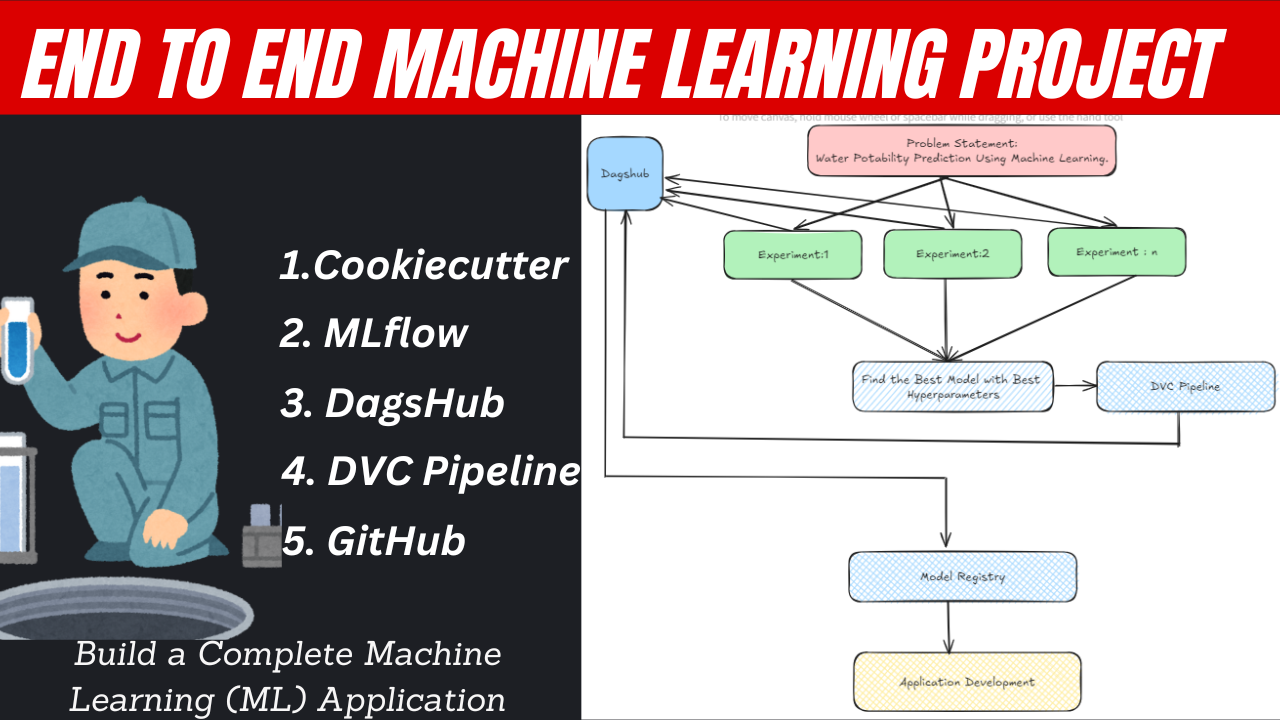 END TO END MACHINE LEARNING PROJECT
1.Cookiecutter
2. MLflow
3. DagsHub
4. DVC Pipeline
5. GitHub
Build a Complete Machine
Learning (ML) Application
To move canvas, hold mouse wheel or spacebar while dragging, or use the hand tool
Problem Statement:
Water Potability Prediction Using Machine Learning.
Dagshub
Experiment:1
Experiment:2
Experiment : n
Find the Best Model with Best
Hyperparameters
DVC Pipeline
Model Registry
Application Development